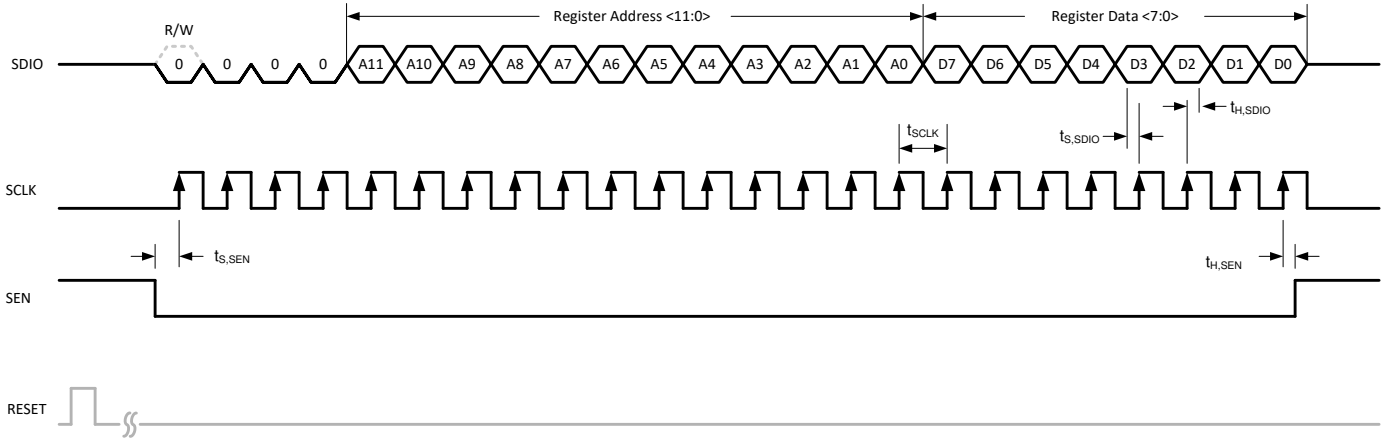 Register Address <11:0>
Register Data <7:0>
R/W
SDIO
0 0 0 0 A11 A10 A9 A8 A7 A6 A5 A4 A3 A2 A1 A0 D7 D6 D5 D4 D3 D2 D1 D0
tH,SDIO
tSCLK
tS,SDIO
SCLK
tS,SEN
tH,SEN
SEN
RESET